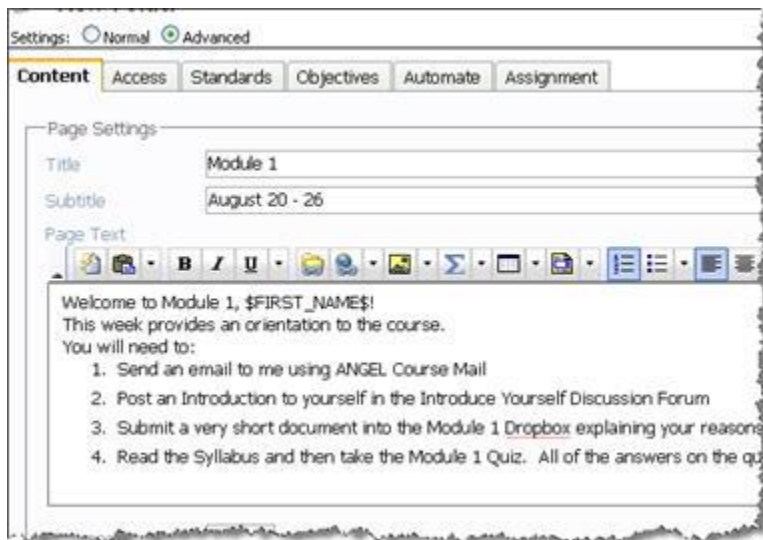 Settings: Normal Advanced
Content Access Standards Objectives Automate Assignment
Page Settings
Title Module 1
Subtitle August 20 - 26
Page Text
B I U
Welcome to Module 1, $FIRST_NAME$!
This week provides an orientation to the course.
You will need to:
1. Send an email to me using ANGEL Course Mail
2. Post an Introduction to yourself in the Introduce Yourself Discussion Forum
3. Submit a very short document into the Module 1 Dropbox explaining your reasons
4. Read the Syllabus and then take the Module 1 Quiz. All of the answers on the